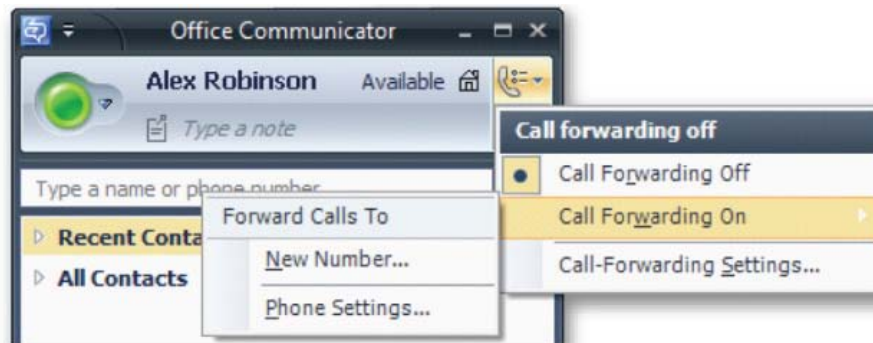 Office Communicator
Alex Robinson Available
Type a note
Call forwarding off
Call Forwarding Off
Type a name or phone number
Forward Calls To
Call Forwarding On
Recent Conta
New Number...
Call-Forwarding Settings...
All Contacts
Phone Settings...